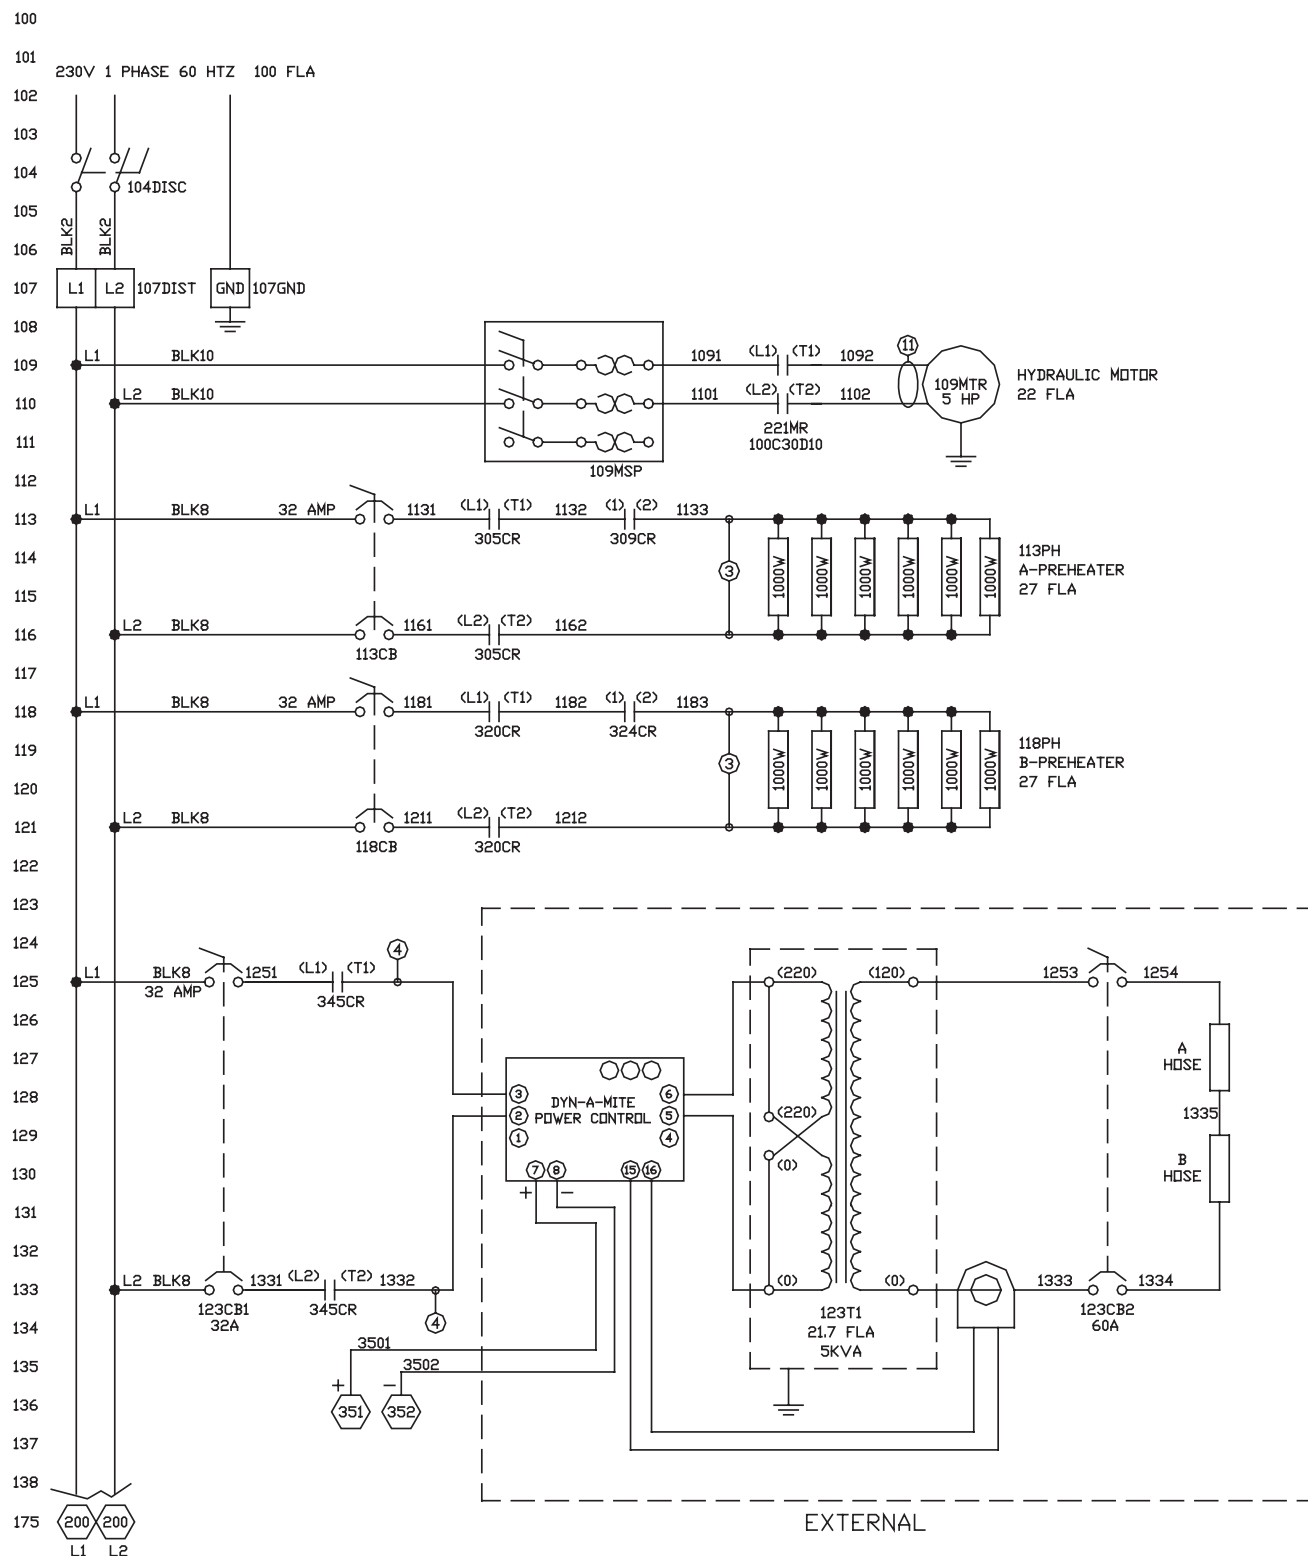 100
101
230V 1 PHASE 60 HTZ 100 FLA
102
103
104
104DISC
105
BLK2 BLK2
106
107 L1 L2 107DIST GND 107GND
108
L1 BLK10 1091 (L1) (T1) 1092 11
109
109MTR
5 HP
HYDRAULIC MOTOR
22 FLA
L2 BLK10 1101 (L2) (T2) 1102
110
221MR
100C30D10
111
109MSP
112
L1 BLK8 32 AMP 1131 (L1) (T1) 1132 (1) (2) 1133
113
305CR 309CR
114
3 1000W 1000W 1000W 1000W 1000W 1000W
113PH
A-PREHEATER
27 FLA
115
L2 BLK8 1161 (L2) (T2) 1162
116
113CB 305CR
117
L1 BLK8 32 AMP 1181 (L1) (T1) 1182 (1) (2) 1183
118
320CR 324CR
119
3 1000W 1000W 1000W 1000W 1000W 1000W
118PH
B-PREHEATER
27 FLA
120
L2 BLK8 1211 (L2) (T2) 1212
121
118CB 320CR
122
123
124
4
L1 BLK8 1251 (L1) (T1) (220) (120) 1253 1254
125
32 AMP 345CR
126
127
A
HOSE
128
3 DYN-A-MITE 6
2 POWER CONTROL 5
1 4
(220)
1335
129
130
7 8 15 16
(0)
B
HOSE
+ −
131
132
L2 BLK8 1331 (L2) (T2) 1332 (0) (0) 1333 1334
133
123CB1 345CR 4 123T1 123CB2
32A 21.7 FLA 60A
5KVA
134
3501
135
3502
+ −
136 351 352
137
138
175 200 200
L1 L2
EXTERNAL